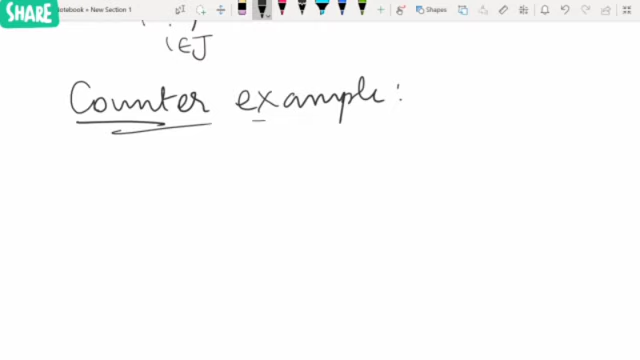 SHARE
Notebook » New Section 1
Shapes
i∈J
Counter example: